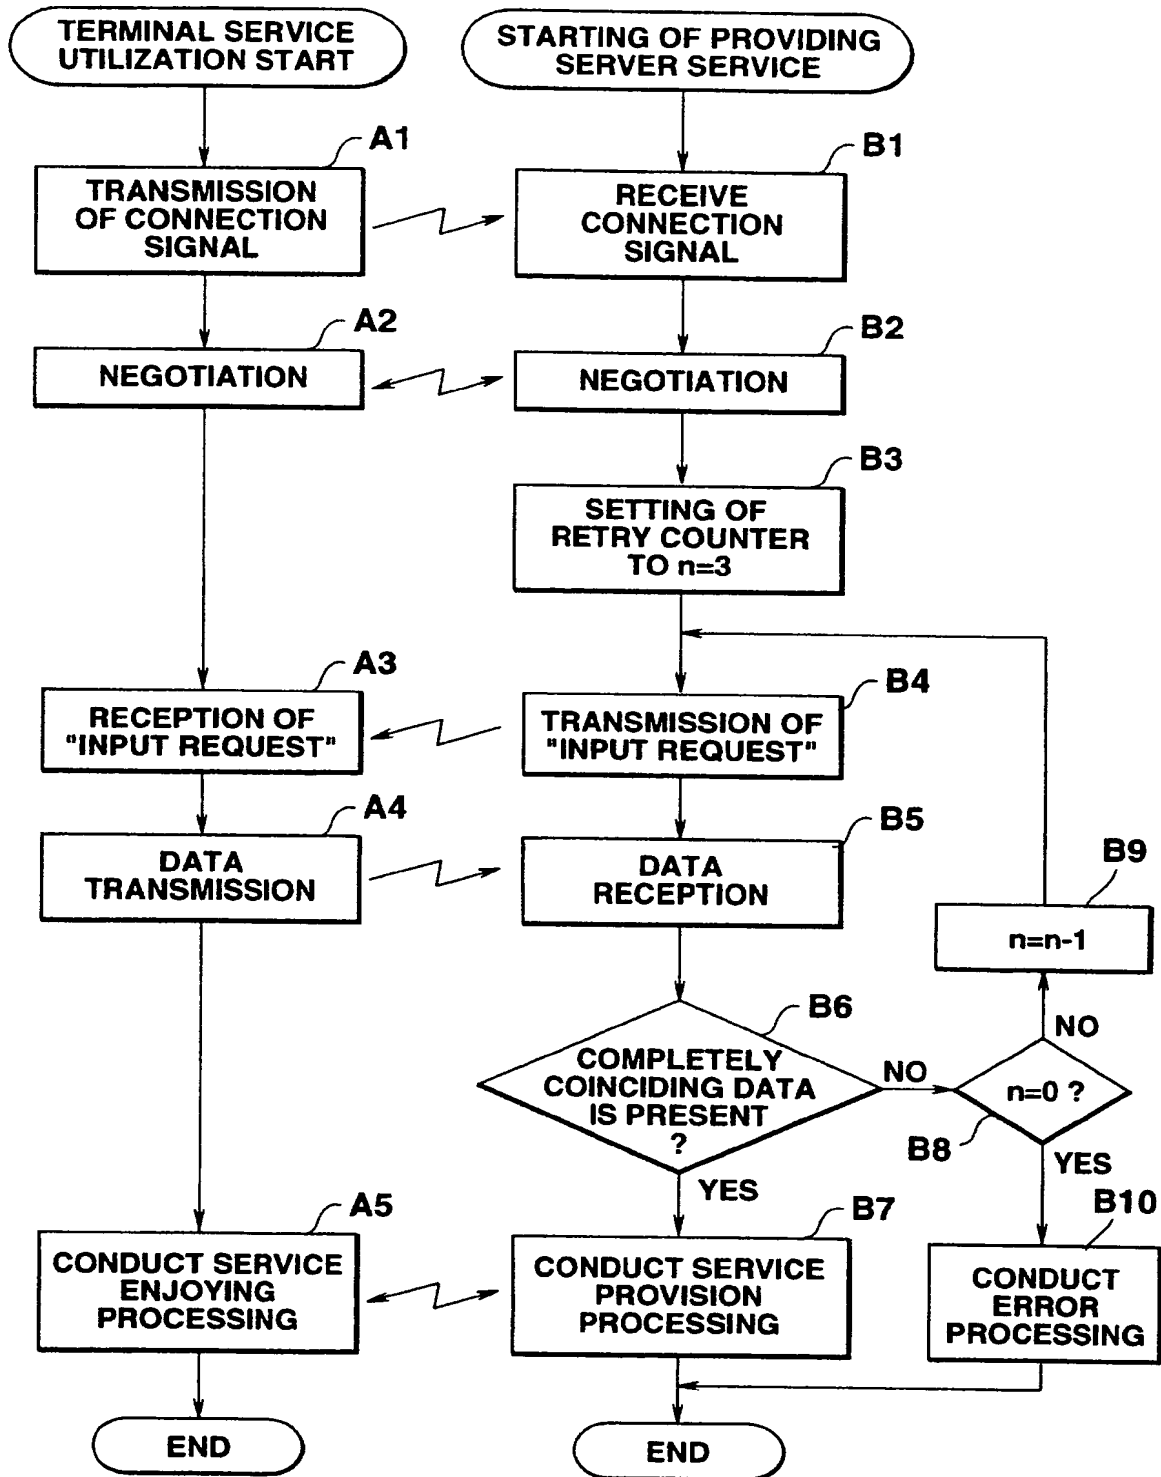 TERMINAL SERVICE
UTILIZATION START
STARTING OF PROVIDING
SERVER SERVICE
A1
TRANSMISSION
OF CONNECTION
SIGNAL
B1
RECEIVE
CONNECTION
SIGNAL
A2
NEGOTIATION
B2
NEGOTIATION
B3
SETTING OF
RETRY COUNTER
TO n=3
A3
RECEPTION OF
"INPUT REQUEST"
B4
TRANSMISSION OF
"INPUT REQUEST"
A4
DATA
TRANSMISSION
B5
DATA
RECEPTION
B9
n=n-1
B6
COMPLETELY
COINCIDING DATA
IS PRESENT
?
NO
NO
n=0 ?
B8
YES
YES
A5
CONDUCT SERVICE
ENJOYING
PROCESSING
B7
CONDUCT SERVICE
PROVISION
PROCESSING
B10
CONDUCT
ERROR
PROCESSING
END
END